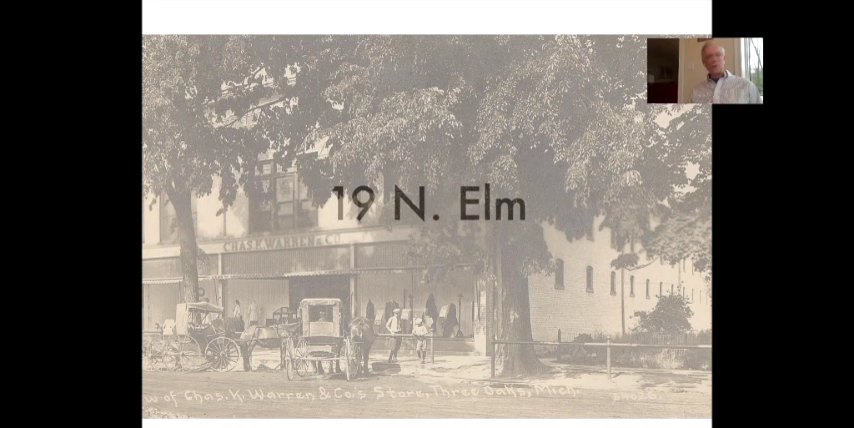 19 N. Elm
CHAS. K. WARREN & CO.
w of Chas. K. Warren & Co.s Store, Three Oaks, Mich.